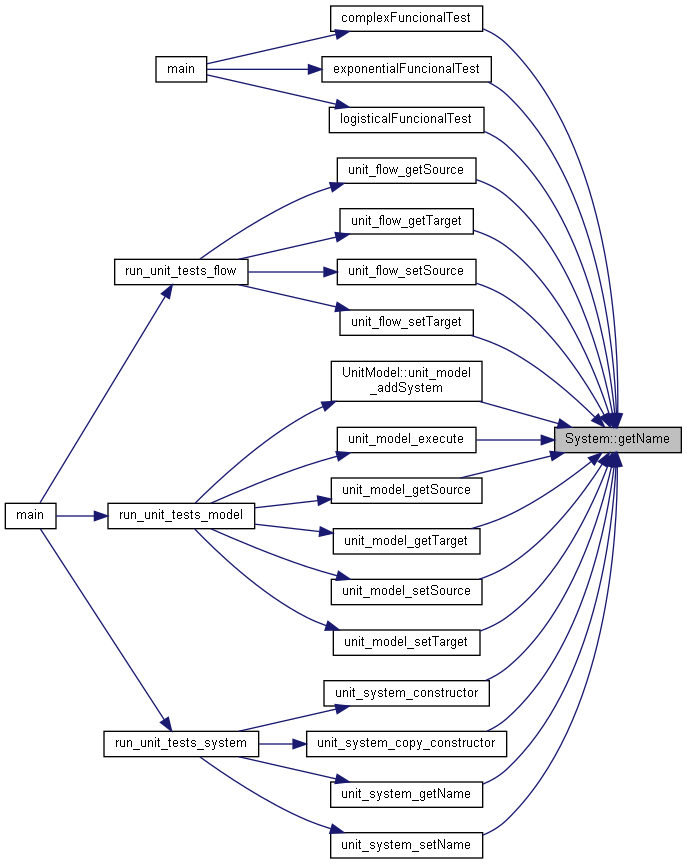 complexFuncionalTest
main
exponentialFuncionalTest
logisticalFuncionalTest
unit_flow_getSource
unit_flow_getTarget
run_unit_tests_flow
unit_flow_setSource
unit_flow_setTarget
UnitModel::unit_model
_addSystem
System::getName
unit_model_execute
unit_model_getSource
main
run_unit_tests_model
unit_model_getTarget
unit_model_setSource
unit_model_setTarget
unit_system_constructor
run_unit_tests_system
unit_system_copy_constructor
unit_system_getName
unit_system_setName